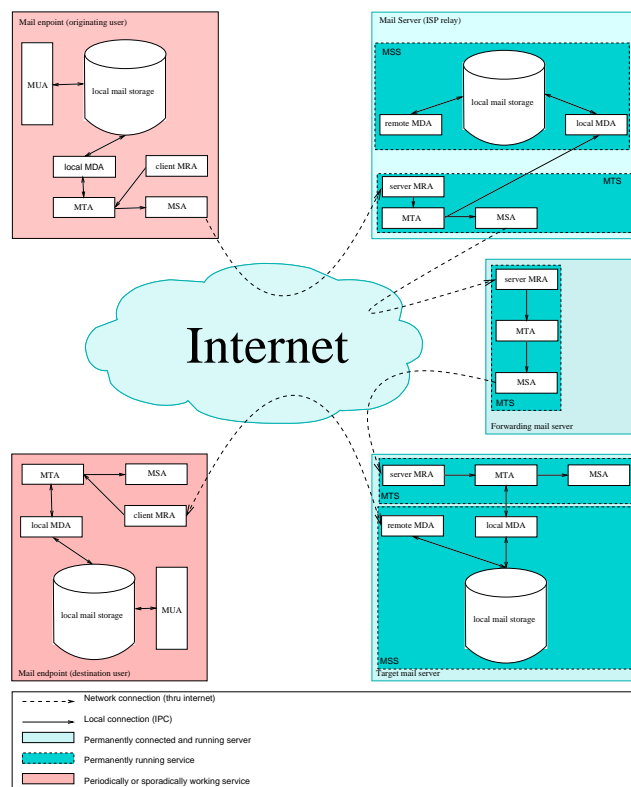 Mail enpoint (originating user)
MUA
local mail storage
local MDA
client MRA
MTA
MSA
Mail Server (ISP relay)
MSS
local mail storage
remote MDA
local MDA
MTS
server MRA
MTA
MSA
Internet
server MRA
MTA
MSA
MTS
Forwarding mail server
MTA
MSA
client MRA
local MDA
local mail storage
MUA
Mail endpoint (destination user)
server MRA
MTA
MSA
MTS
remote MDA
local MDA
local mail storage
MSS
Target mail server
Network connection (thru internet)
Local connection (IPC)
Permanently connected and running server
Permanently running service
Periodically or sporadically working service